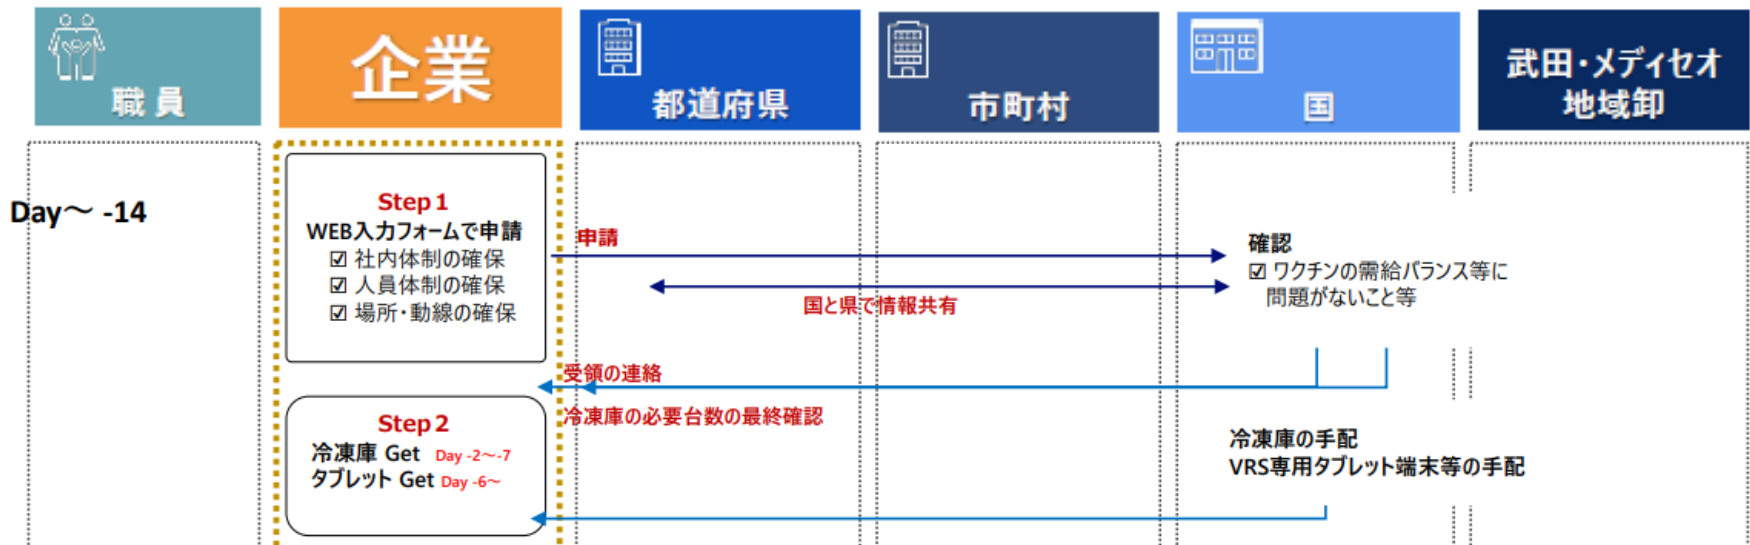 職員
企業
都道府県
市町村
国
武田・メディセオ
地域卸
Day～ -14
Step1
WEB入力フォームで申請
☑ 社内体制の確保
☑ 人員体制の確保
☑ 場所・動線の確保
申請
国と県で情報共有
確認
☑ ワクチンの需給バランス等に
問題がないこと等
受領の連絡
冷凍庫の必要台数の最終確認
Step2
冷凍庫 Get Day -2～-7
タブレット Get Day -6～
冷凍庫の手配
VRS専用タブレット端末等の手配